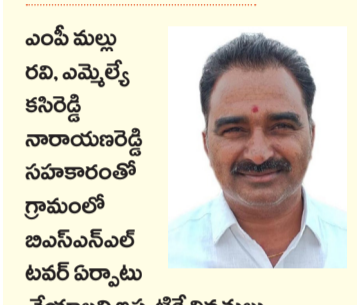 ఎంపీ మల్లు
రవి, ఎమ్మెల్యే
కసిరెడ్డి
నారాయణరెడ్డి
సహకారంతో
గ్రామంలో
బిఎస్ఎన్ఎల్
టవర్ ఏర్పాటు